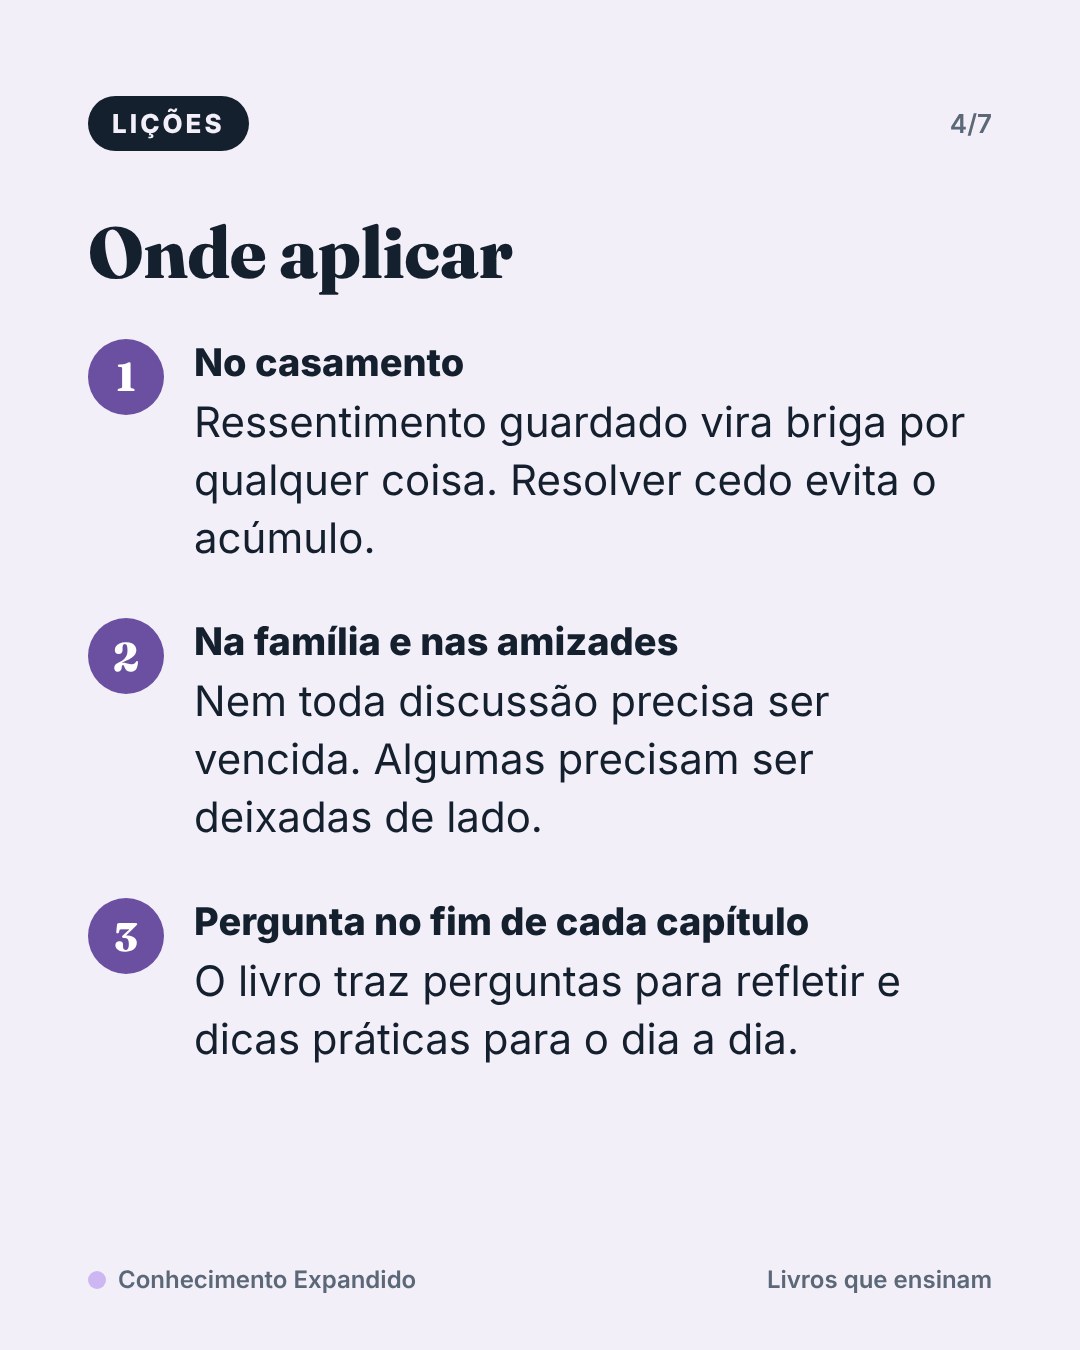 LIÇÕES
4/7
Onde aplicar
1
No casamento
Ressentimento guardado vira briga por
qualquer coisa. Resolver cedo evita o
acúmulo.
2
Na família e nas amizades
Nem toda discussão precisa ser
vencida. Algumas precisam ser
deixadas de lado.
3
Pergunta no fim de cada capítulo
O livro traz perguntas para refletir e
dicas práticas para o dia a dia.
Conhecimento Expandido
Livros que ensinam